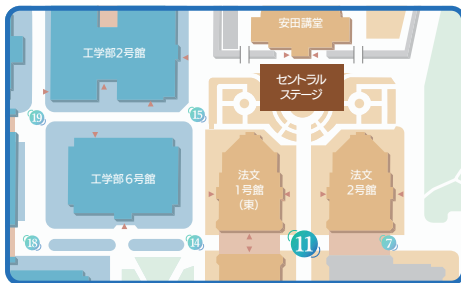 安田講堂
工学部2号館
セントラル
ステージ
19
15
工学部6号館
法文
1号館
(東)
法文
2号館
18
14
11
7